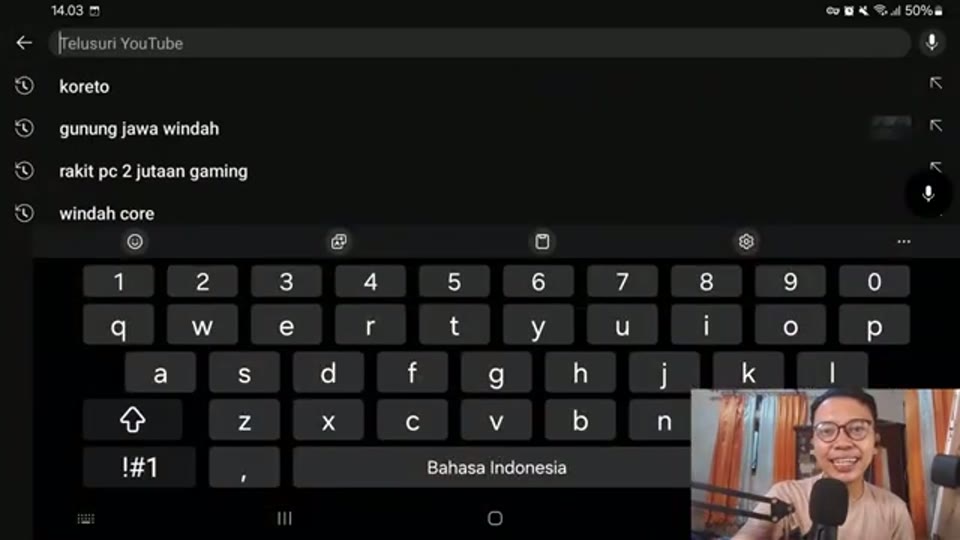 14.03
50%
Telusuri YouTube
koreto
gunung jawa windah
rakit pc 2 jutaan gaming
windah core
1 2 3 4 5 6 7 8 9 0
q w e r t y u i o p
a s d f g h j k l
z x c v b n
!#1 , Bahasa Indonesia